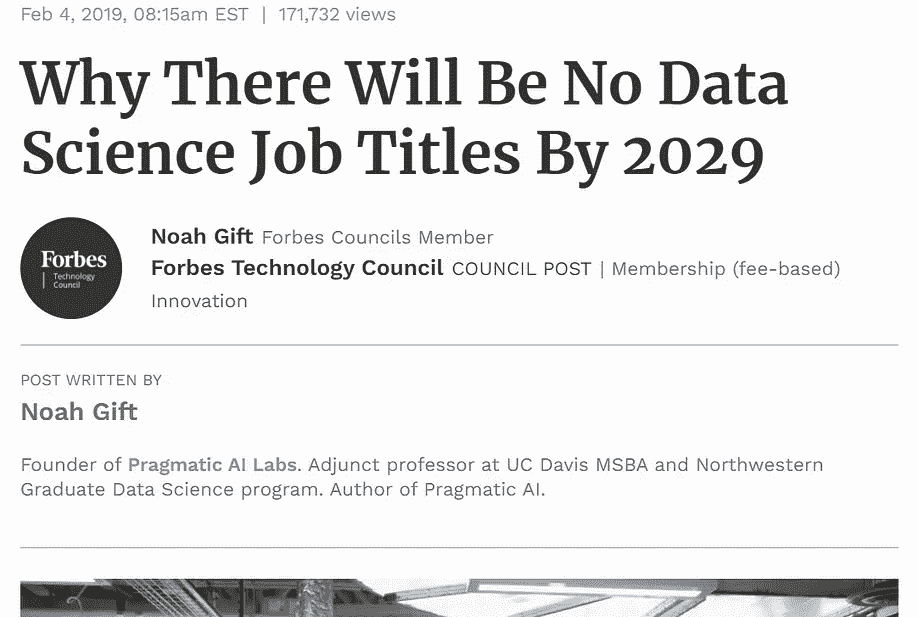 Feb 4, 2019, 08:15am EST | 171,732 views
Why There Will Be No Data
Science Job Titles By 2029
Forbes
Technology
Council
Noah Gift Forbes Councils Member
Forbes Technology Council COUNCIL POST | Membership (fee-based)
Innovation
POST WRITTEN BY
Noah Gift
Founder of Pragmatic AI Labs. Adjunct professor at UC Davis MSBA and Northwestern
Graduate Data Science program. Author of Pragmatic AI.